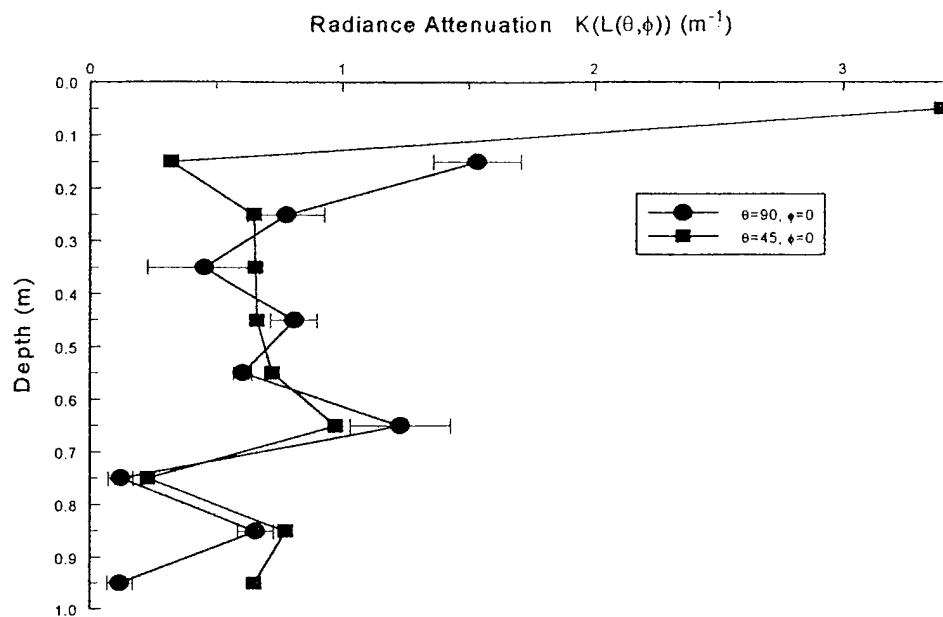 Radiance Attenuation K(L(θ,ϕ)) (m⁻¹)
0 1 2 3
Depth (m)
0.0
0.1
0.2
0.3
0.4
0.5
0.6
0.7
0.8
0.9
1.0
θ=90, φ=0
θ=45, φ=0